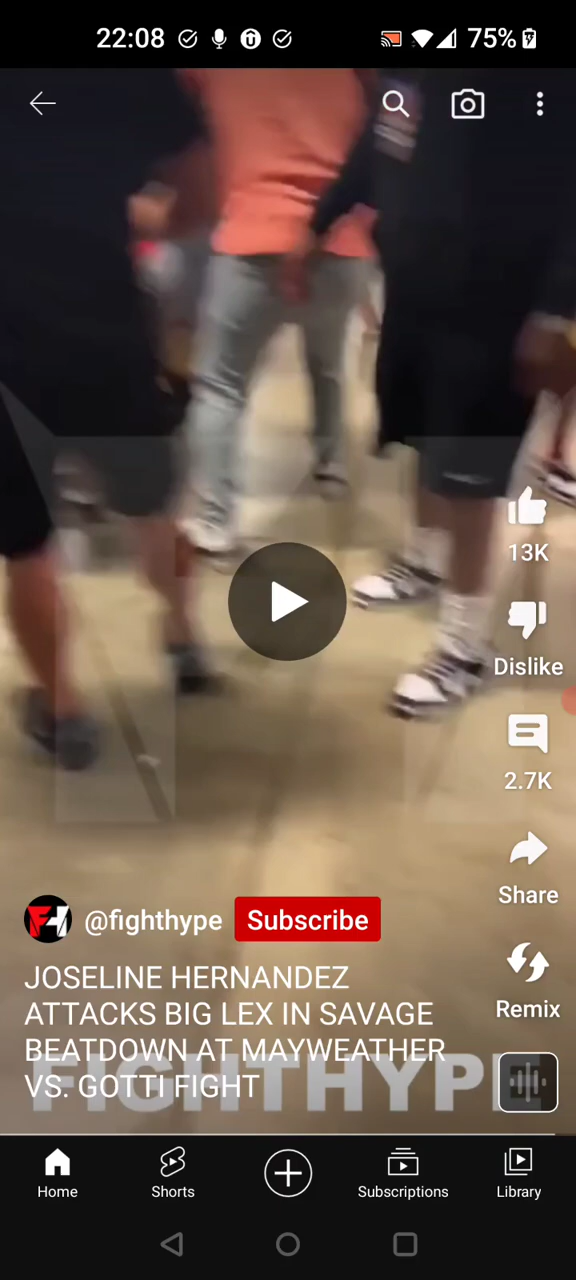 22:08
75%
13K
Dislike
2.7K
Share
@fighthype
Subscribe
JOSELINE HERNANDEZ
ATTACKS BIG LEX IN SAVAGE
BEATDOWN AT MAYWEATHER
VS. GOTTI FIGHT
FIGHTHYPE
Remix
Home
Shorts
Subscriptions
Library